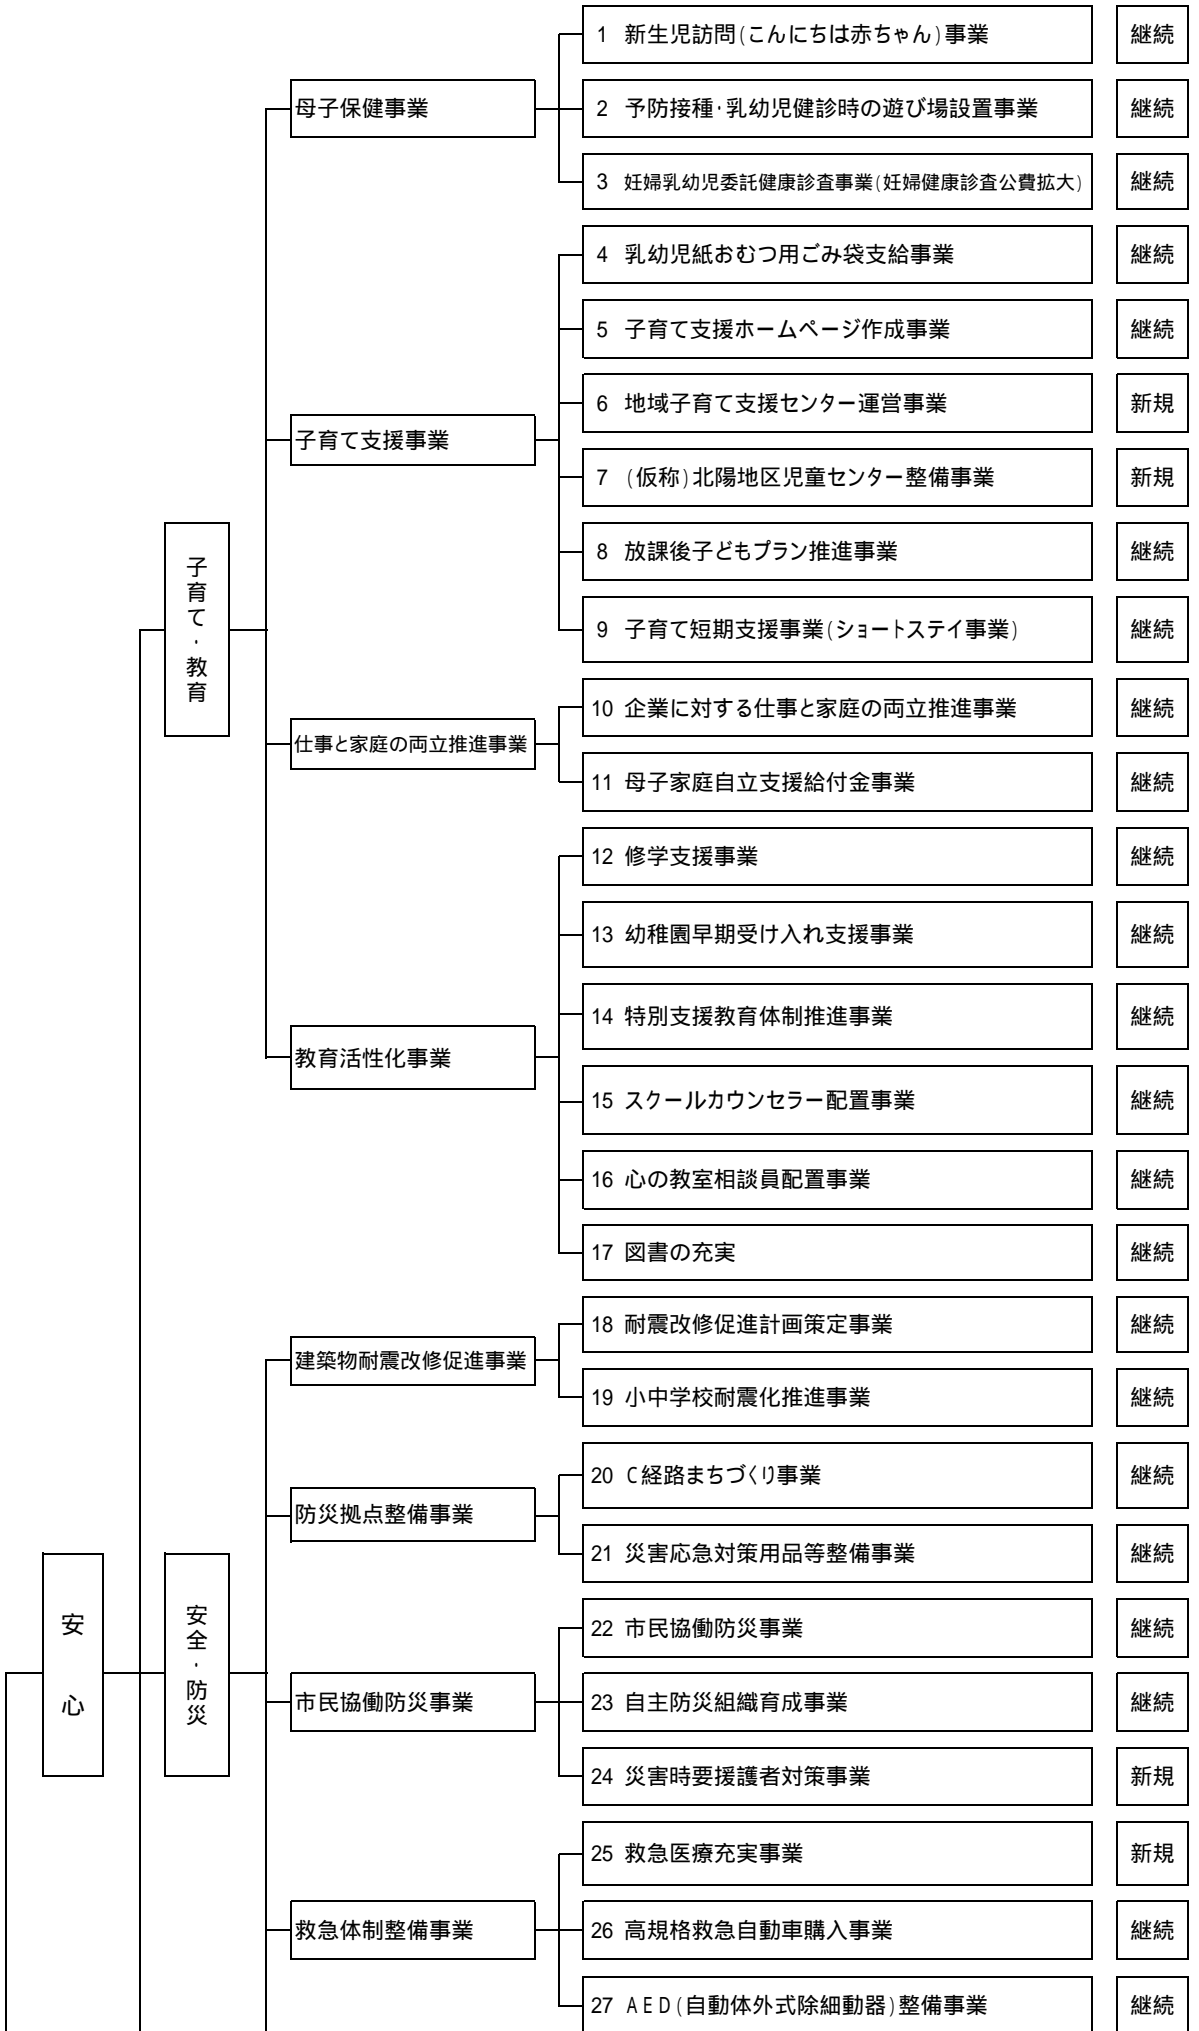 安心
子育て・教育
母子保健事業
1 新生児訪問(こんにちは赤ちゃん)事業 継続
2 予防接種・乳幼児健診時の遊び場設置事業 継続
3 妊婦乳幼児委託健康診査事業(妊婦健康診査公費拡大) 継続
子育て支援事業
4 乳幼児紙おむつ用ごみ袋支給事業 継続
5 子育て支援ホームページ作成事業 継続
6 地域子育て支援センター運営事業 新規
7 (仮称)北陽地区児童センター整備事業 新規
8 放課後子どもプラン推進事業 継続
9 子育て短期支援事業(ショートステイ事業) 継続
仕事と家庭の両立推進事業
10 企業に対する仕事と家庭の両立推進事業 継続
11 母子家庭自立支援給付金事業 継続
教育活性化事業
12 修学支援事業 継続
13 幼稚園早期受け入れ支援事業 継続
14 特別支援教育体制推進事業 継続
15 スクールカウンセラー配置事業 継続
16 心の教室相談員配置事業 継続
17 図書の充実 継続
安全・防災
建築物耐震改修促進事業
18 耐震改修促進計画策定事業 継続
19 小中学校耐震化推進事業 継続
防災拠点整備事業
20 C経路まちづくり事業 継続
21 災害応急対策用品等整備事業 継続
市民協働防災事業
22 市民協働防災事業 継続
23 自主防災組織育成事業 継続
24 災害時要援護者対策事業 新規
救急体制整備事業
25 救急医療充実事業 新規
26 高規格救急自動車購入事業 継続
27 AED(自動体外式除細動器)整備事業 継続